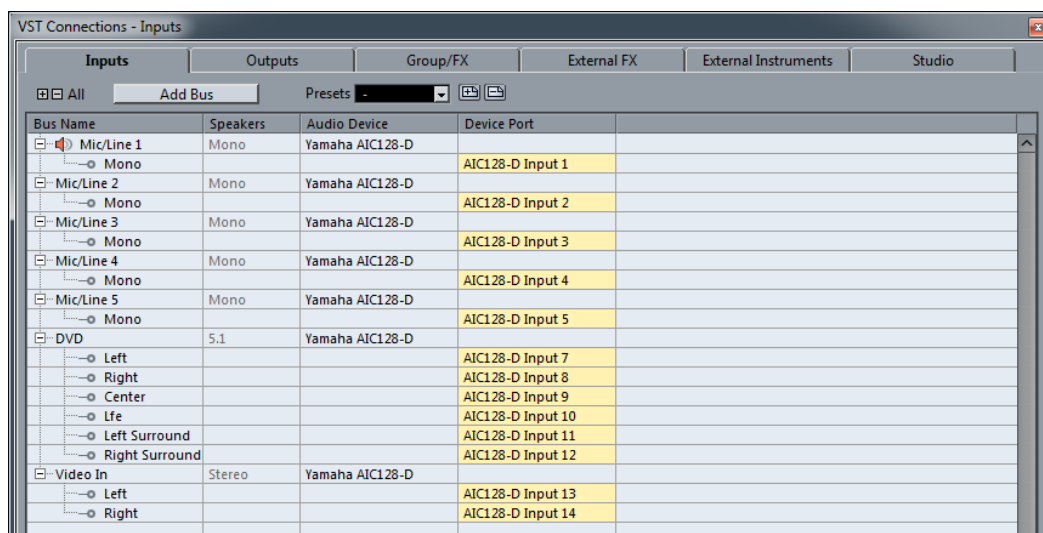 VST Connections - Inputs
Inputs Outputs Group/FX External FX External Instruments Studio
All Add Bus Presets -
Bus Name Speakers Audio Device Device Port
Mic/Line 1 Mono Yamaha AIC128-D
Mono AIC128-D Input 1
Mic/Line 2 Mono Yamaha AIC128-D
Mono AIC128-D Input 2
Mic/Line 3 Mono Yamaha AIC128-D
Mono AIC128-D Input 3
Mic/Line 4 Mono Yamaha AIC128-D
Mono AIC128-D Input 4
Mic/Line 5 Mono Yamaha AIC128-D
Mono AIC128-D Input 5
DVD 5.1 Yamaha AIC128-D
Left AIC128-D Input 7
Right AIC128-D Input 8
Center AIC128-D Input 9
Lfe AIC128-D Input 10
Left Surround AIC128-D Input 11
Right Surround AIC128-D Input 12
Video In Stereo Yamaha AIC128-D
Left AIC128-D Input 13
Right AIC128-D Input 14